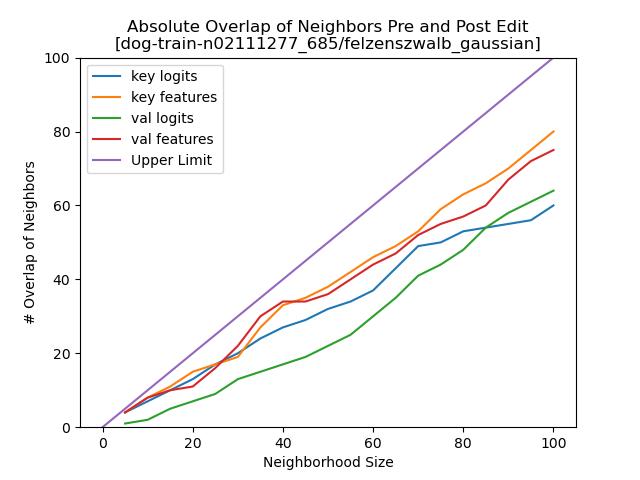 Absolute Overlap of Neighbors Pre and Post Edit
[dog-train-n02111277_685/felzenszwalb_gaussian]
key logits
key features
val logits
val features
Upper Limit
# Overlap of Neighbors
100
80
60
40
20
0
0 20 40 60 80 100
Neighborhood Size